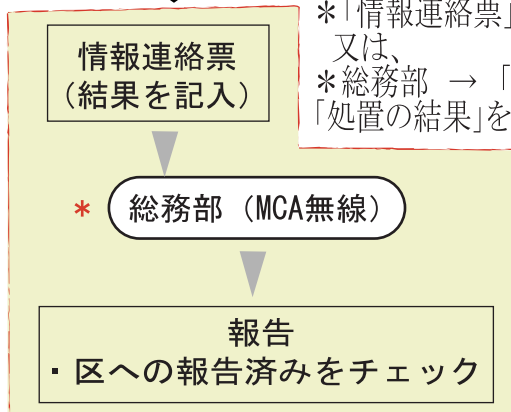 *「情報連絡票」
又は、
*総務部 → 「
「処置の結果」を
情報連絡票
(結果を記入)
* 総務部 (MCA無線)
報告
・区への報告済みをチェック